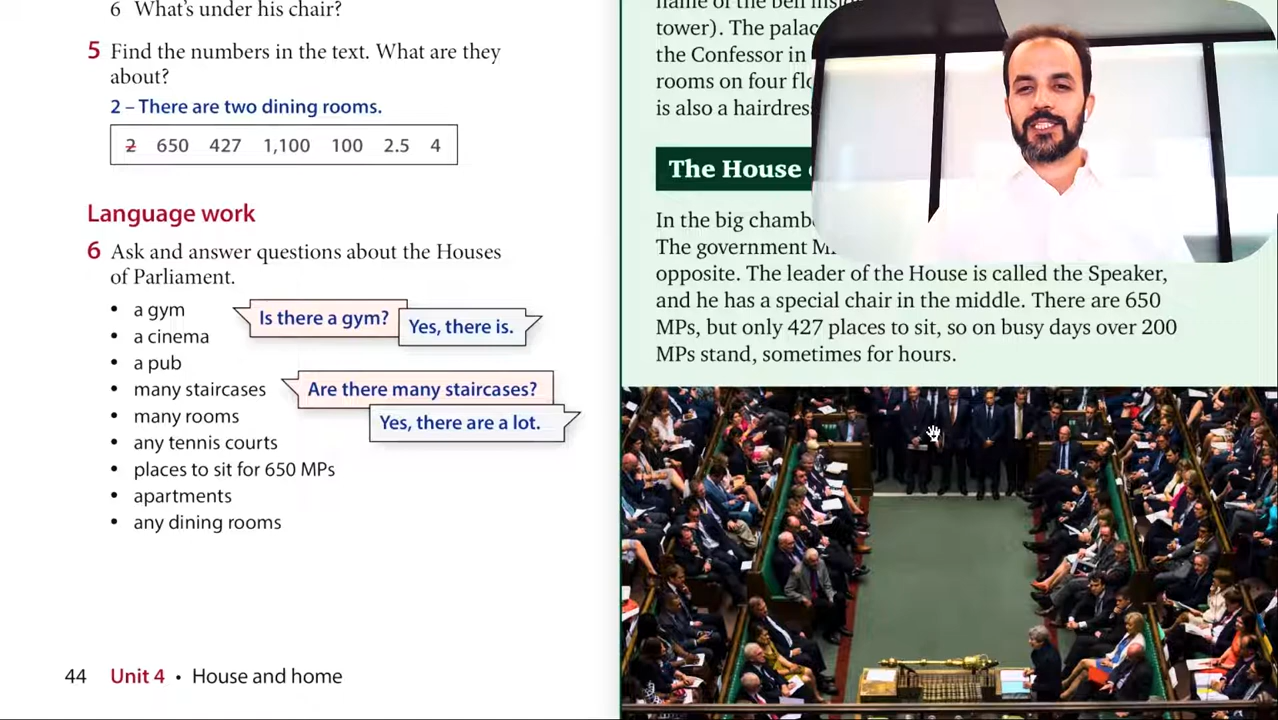 6 What's under his chair?
5 Find the numbers in the text. What are they
about?
2 – There are two dining rooms.
2 650 427 1,100 100 2.5 4
Language work
6 Ask and answer questions about the Houses
of Parliament.
• a gym
• a cinema
• a pub
• many staircases
• many rooms
• any tennis courts
• places to sit for 650 MPs
• apartments
• any dining rooms
Is there a gym?
Yes, there is.
Are there many staircases?
Yes, there are a lot.
44 Unit 4 • House and home
name of the bell
tower). The
the Confessor in
rooms on four
is also a
The House
In the big
The government
opposite. The leader of the House is called the Speaker,
and he has a special chair in the middle. There are 650
MPs, but only 427 places to sit, so on busy days over 200
MPs stand, sometimes for hours.